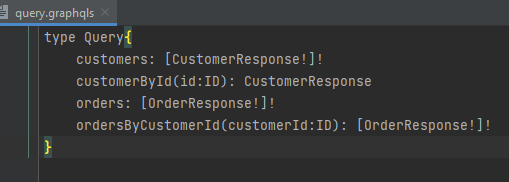 query.graphqls
type Query{
customers: [CustomerResponse!]!
customerById(id:ID): CustomerResponse
orders: [OrderResponse!]!
ordersByCustomerId(customerId:ID): [OrderResponse!]!
}